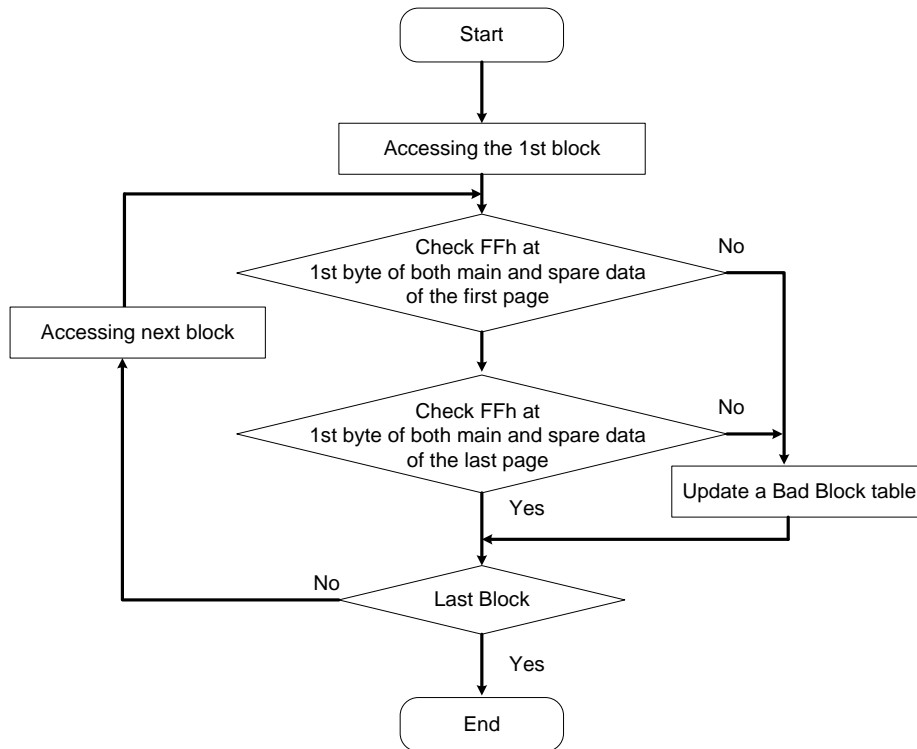 Start
Accessing the 1st block
Check FFh at
1st byte of both main and spare data
of the first page
No
Accessing next block
Check FFh at
1st byte of both main and spare data
of the last page
No
Update a Bad Block table
Yes
No
Last Block
Yes
End